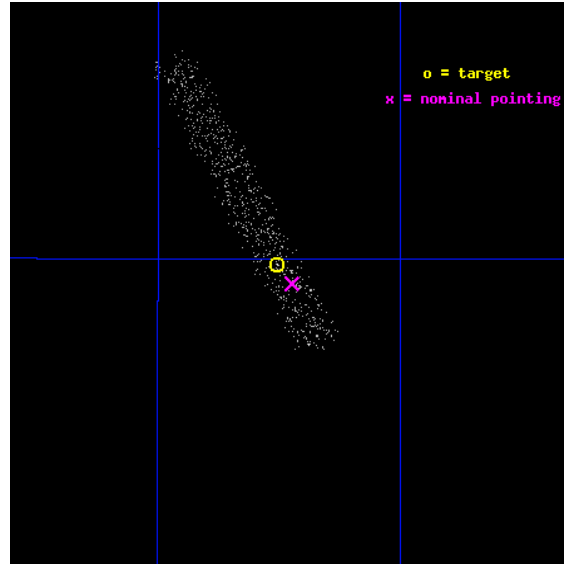 o = target
x = nominal pointing